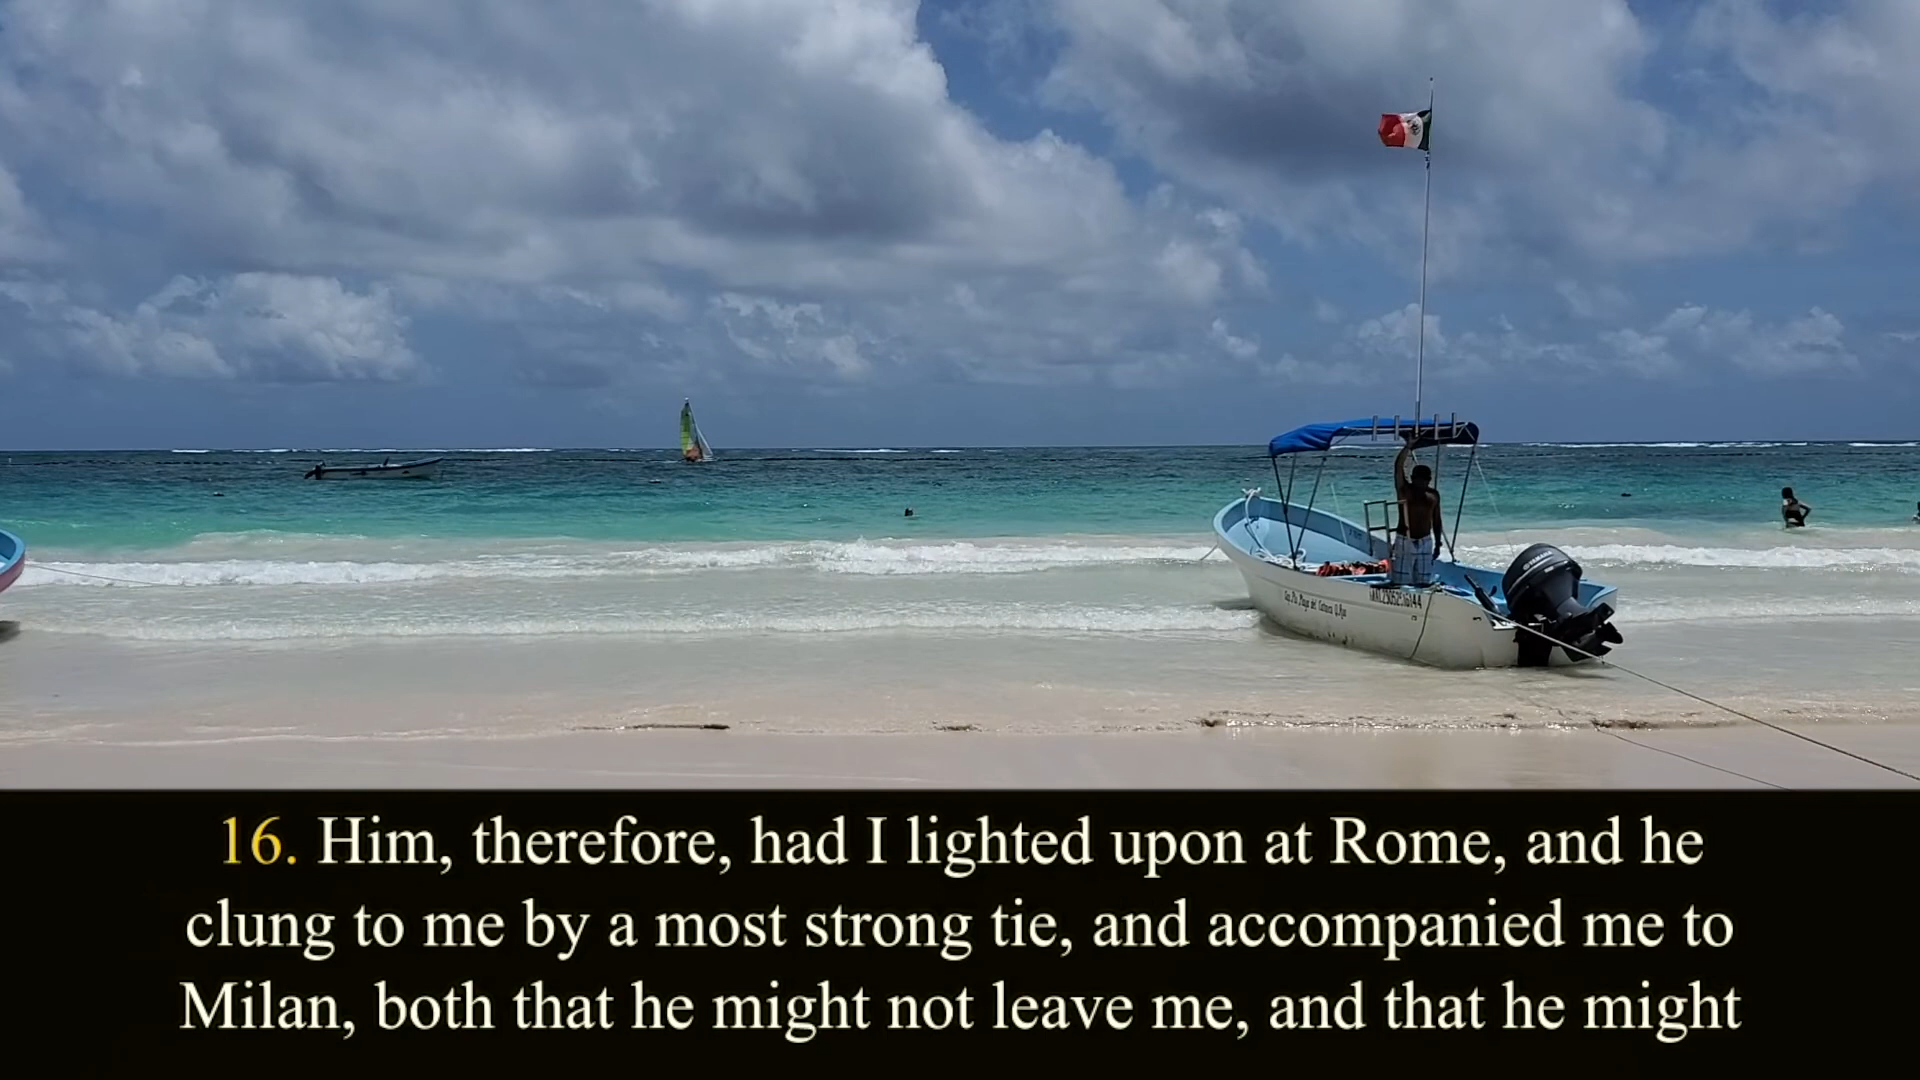 YAMAHA
16. Him, therefore, had I lighted upon at Rome, and he
clung to me by a most strong tie, and accompanied me to
Milan, both that he might not leave me, and that he might